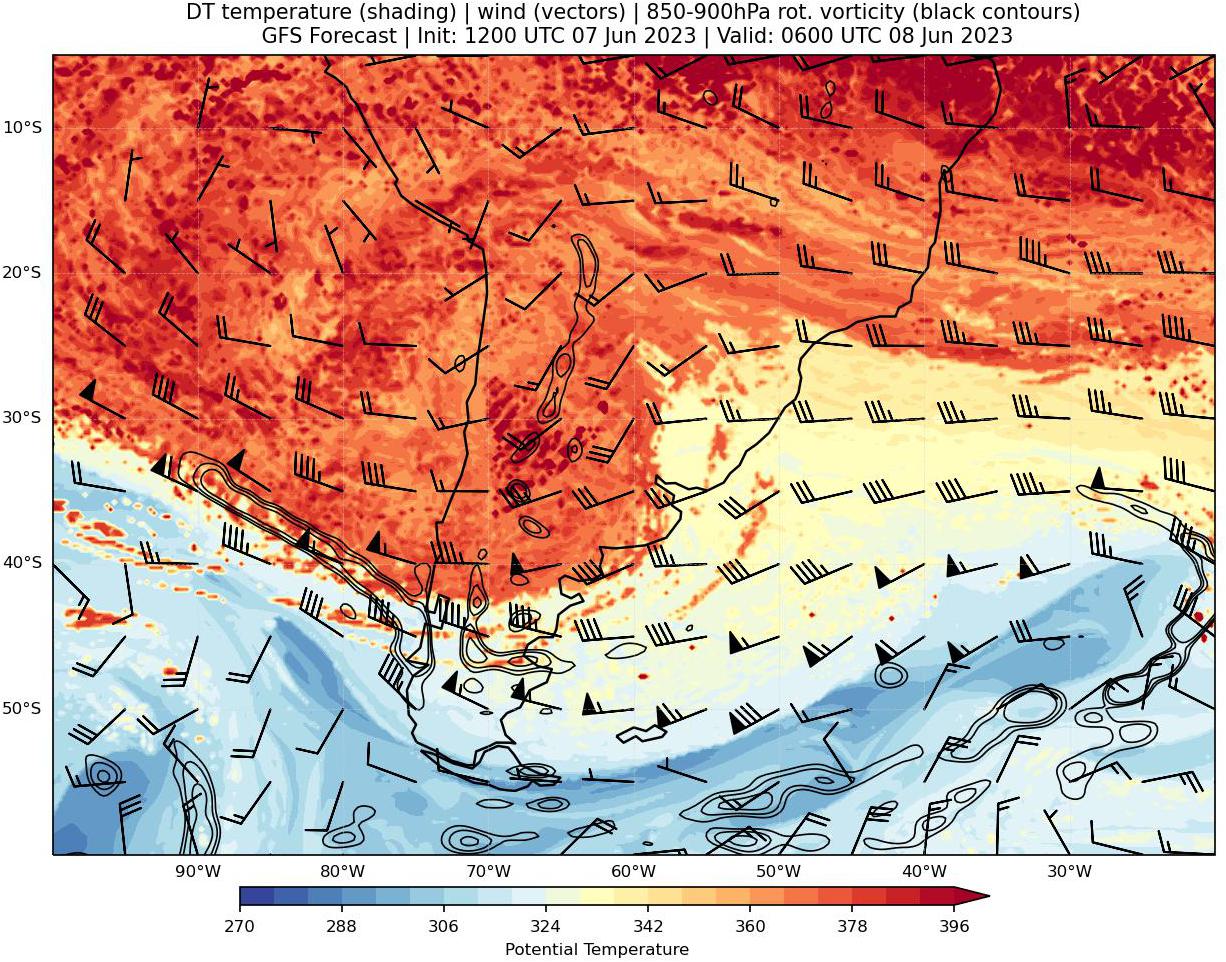 DT temperature (shading) | wind (vectors) | 850-900hPa rot. vorticity (black contours)
GFS Forecast | Init: 1200 UTC 07 Jun 2023 | Valid: 0600 UTC 08 Jun 2023
10°S
20°S
30°S
40°S
50°S
90°W 80°W 70°W 60°W 50°W 40°W 30°W
270 288 306 324 342 360 378 396
Potential Temperature